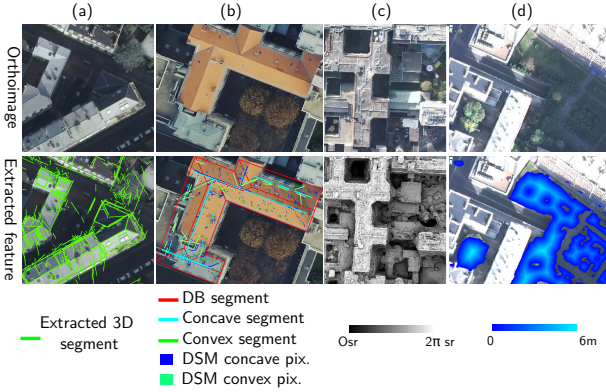 (a) (b) (c) (d)
Orthoimage
Extracted feature
Extracted 3D
segment
DB segment
Concave segment
Convex segment
DSM concave pix.
DSM convex pix.
0sr 2π sr
0 6m